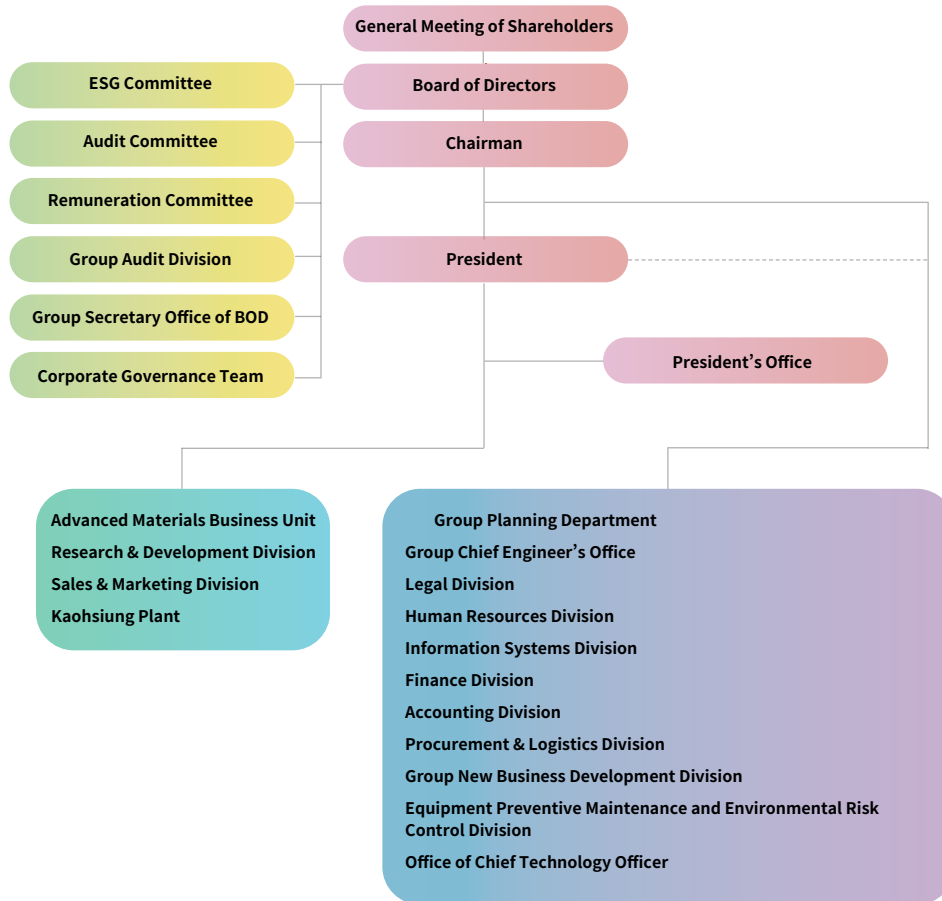 General Meeting of Shareholders
ESG Committee
Board of Directors
Audit Committee
Chairman
Remuneration Committee
Group Audit Division
President
Group Secretary Office of BOD
President’s Office
Corporate Governance Team
Advanced Materials Business Unit
Research & Development Division
Sales & Marketing Division
Kaohsiung Plant
Group Planning Department
Group Chief Engineer’s Office
Legal Division
Human Resources Division
Information Systems Division
Finance Division
Accounting Division
Procurement & Logistics Division
Group New Business Development Division
Equipment Preventive Maintenance and Environmental Risk
Control Division
Office of Chief Technology Officer